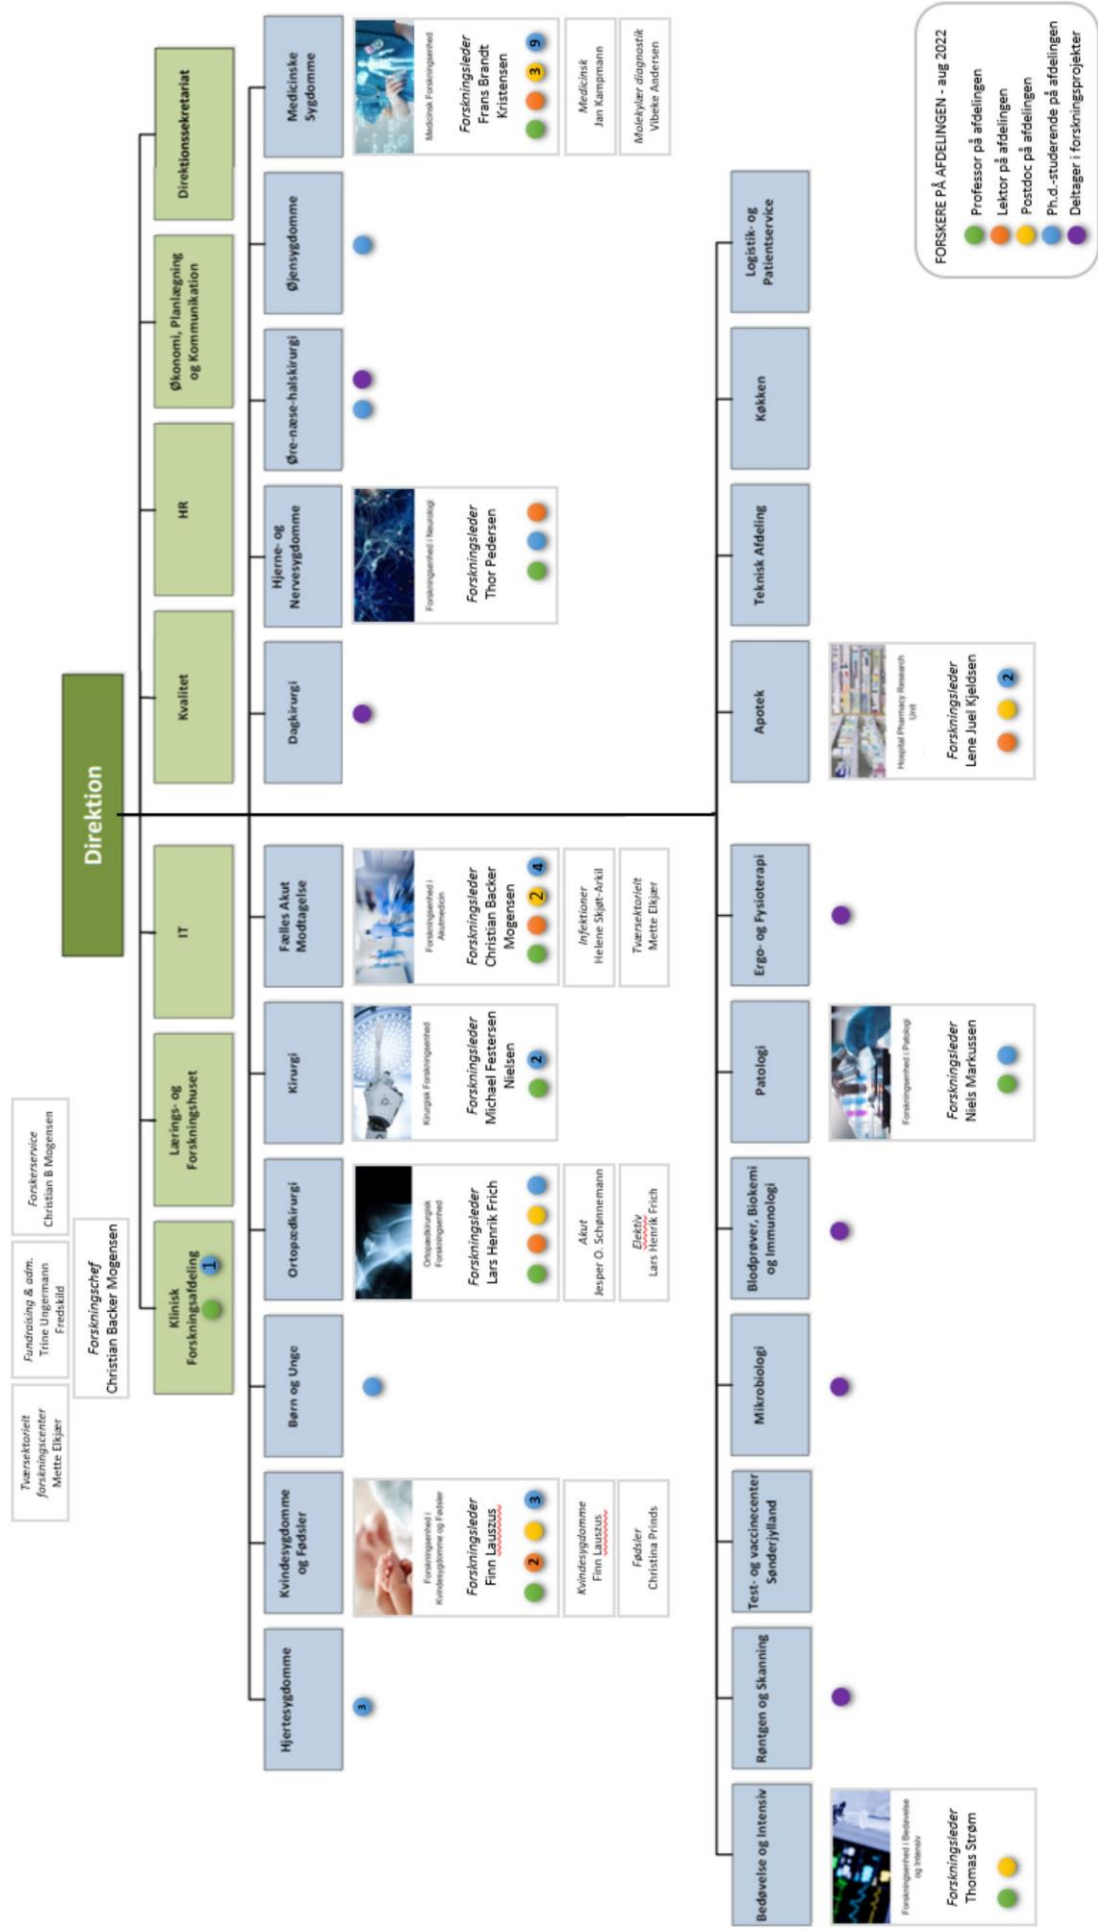 Tværsektorielt
forskningscenter
Mette Elkjær
Fundraising & adm.
Trine Ungermann
Fredskild
Forskerservice
Christian B Mogensen
Forskningschef
Christian Backer Mogensen
Direktion
Klinisk
Forskningsafdeling
1
Lærings- og
Forskningshuset
IT
Kvalitet
HR
Økonomi, Planlægning
og Kommunikation
Direktionssekretariat
Hjertesygdomme
3
Kvindesygdomme
og Fødsler
Forskningsenhed i
Kvindesygdomme og Fødsler
Forskningsleder
Finn Lauszus
2
3
Kvindesygdomme
Finn Lauszus
Fødsler
Christina Prinds
Børn og Unge
Ortopædkirurgi
Ortopædkirurgisk
Forskningsenhed
Forskningsleder
Lars Henrik Frich
Akut
Jesper O. Schønnemann
Elektiv
Lars Henrik Frich
Kirurgi
Kirurgisk Forskningsenhed
Forskningsleder
Michael Festersen
Nielsen
2
Fælles Akut
Modtagelse
Forskningsenhed i
Akutmedicin
Forskningsleder
Christian Backer
Mogensen
2
4
Infektioner
Helene Skjøt-Arkil
Tværsektorielt
Mette Elkjær
Dagkirurgi
Hjerne- og
Nervesygdomme
Forskningsenhed i Neurologi
Forskningsleder
Thor Pedersen
Øre-næse-halskirurgi
Øjensygdomme
Medicinske
Sygdomme
Medicinsk Forskningsenhed
Forskningsleder
Frans Brandt
Kristensen
3
9
Medicinsk
Jan Kampmann
Molekylær diagnostik
Vibeke Andersen
Bedøvelse og Intensiv
Forskningsenhed i Bedøvelse
og Intensiv
Forskningsleder
Thomas Strøm
Røntgen og Skanning
Test- og vaccinecenter
Sønderjylland
Mikrobiologi
Blodprøver, Biokemi
og Immunologi
Patologi
Forskningsenhed i Patologi
Forskningsleder
Niels Markussen
Ergo- og Fysioterapi
Apotek
Hospital Pharmacy Research
Unit
Forskningsleder
Lene Juel Kjeldsen
2
Teknisk Afdeling
Køkken
Logistik- og
Patientservice
FORSKERE PÅ AFDELINGEN - aug 2022
Professor på afdelingen
Lektor på afdelingen
Postdoc på afdelingen
Ph.d.-studerende på afdelingen
Deltager i forskningsprojekter